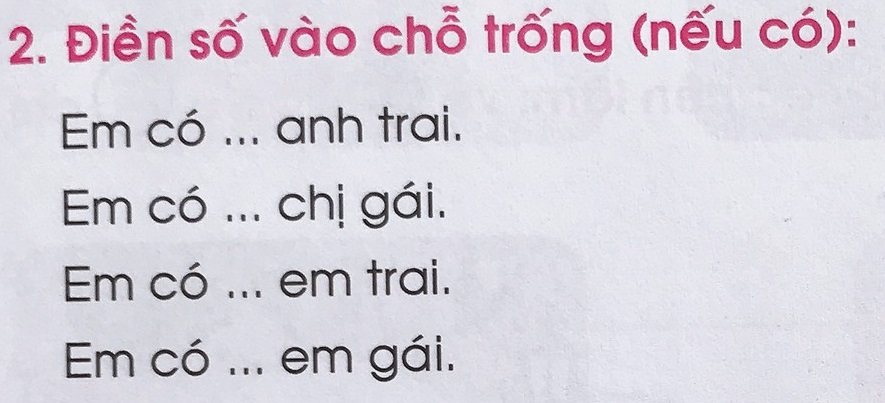 2. Điền số vào chỗ trống (nếu có):
Em có ... anh trai.
Em có ... chị gái.
Em có ... em trai.
Em có ... em gái.